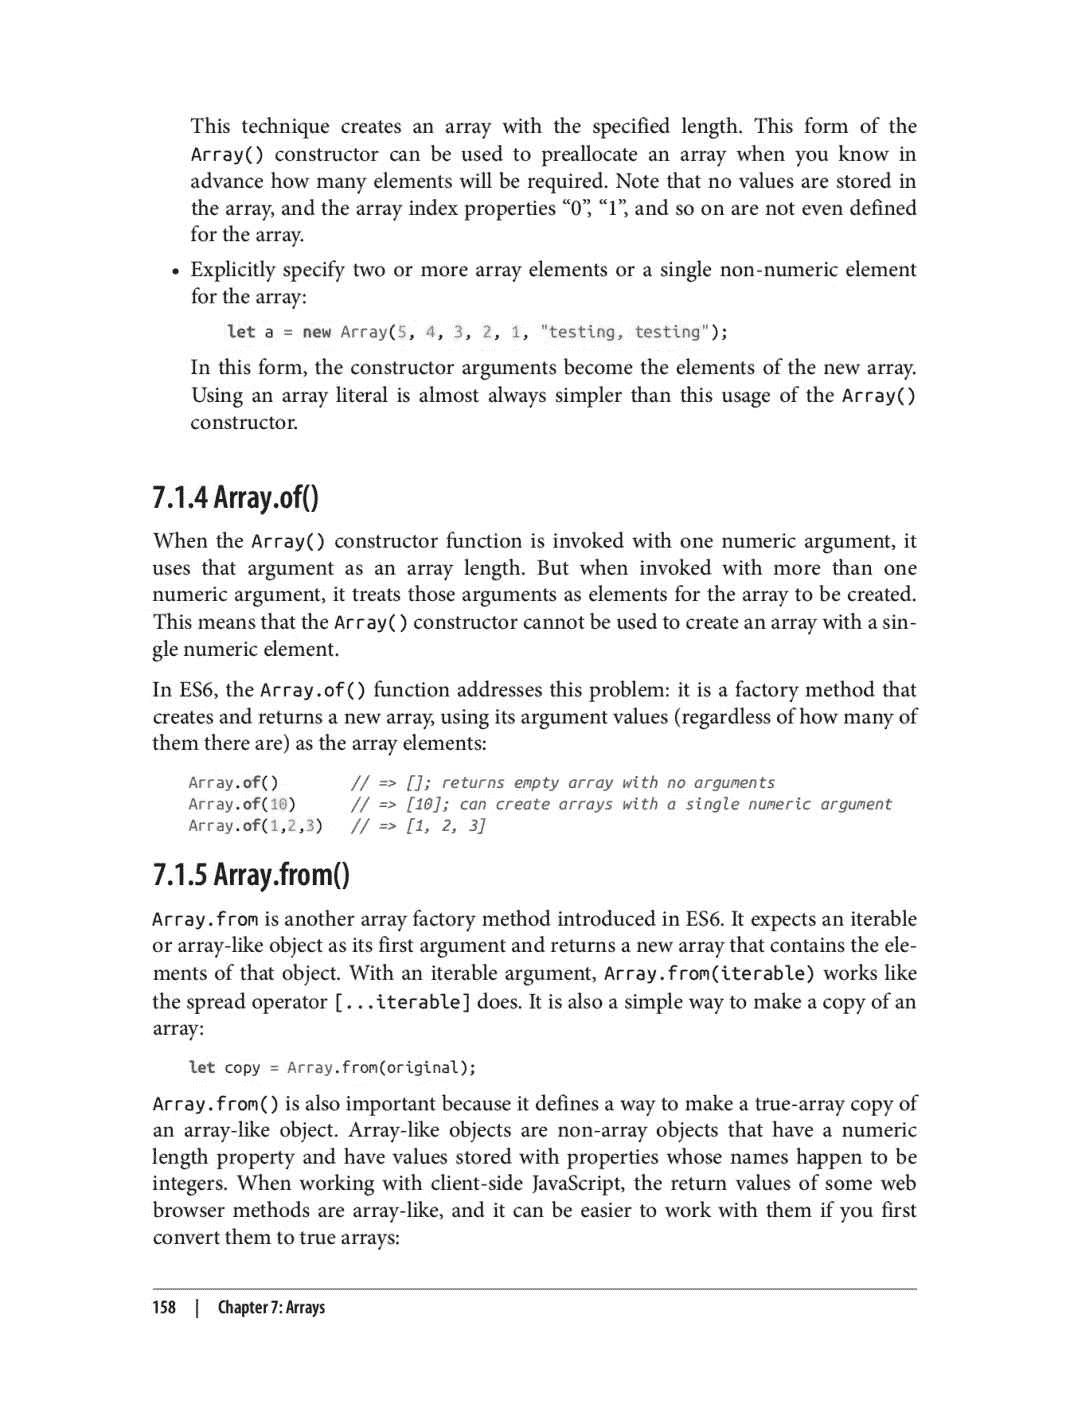 This technique creates an array with the specified length. This form of the
Array() constructor can be used to preallocate an array when you know in
advance how many elements will be required. Note that no values are stored in
the array, and the array index properties “0”, “1”, and so on are not even defined
for the array.
• Explicitly specify two or more array elements or a single non-numeric element
for the array:
let a = new Array(5, 4, 3, 2, 1, "testing, testing");
In this form, the constructor arguments become the elements of the new array.
Using an array literal is almost always simpler than this usage of the Array()
constructor.
7.1.4 Array.of()
When the Array() constructor function is invoked with one numeric argument, it
uses that argument as an array length. But when invoked with more than one
numeric argument, it treats those arguments as elements for the array to be created.
This means that the Array() constructor cannot be used to create an array with a sin-
gle numeric element.
In ES6, the Array.of() function addresses this problem: it is a factory method that
creates and returns a new array, using its argument values (regardless of how many of
them there are) as the array elements:
Array.of() // => []; returns empty array with no arguments
Array.of(10) // => [10]; can create arrays with a single numeric argument
Array.of(1,2,3) // => [1, 2, 3]
7.1.5 Array.from()
Array.from is another array factory method introduced in ES6. It expects an iterable
or array-like object as its first argument and returns a new array that contains the ele-
ments of that object. With an iterable argument, Array.from(iterable) works like
the spread operator [...iterable] does. It is also a simple way to make a copy of an
array:
let copy = Array.from(original);
Array.from() is also important because it defines a way to make a true-array copy of
an array-like object. Array-like objects are non-array objects that have a numeric
length property and have values stored with properties whose names happen to be
integers. When working with client-side JavaScript, the return values of some web
browser methods are array-like, and it can be easier to work with them if you first
convert them to true arrays:
158 | Chapter 7: Arrays